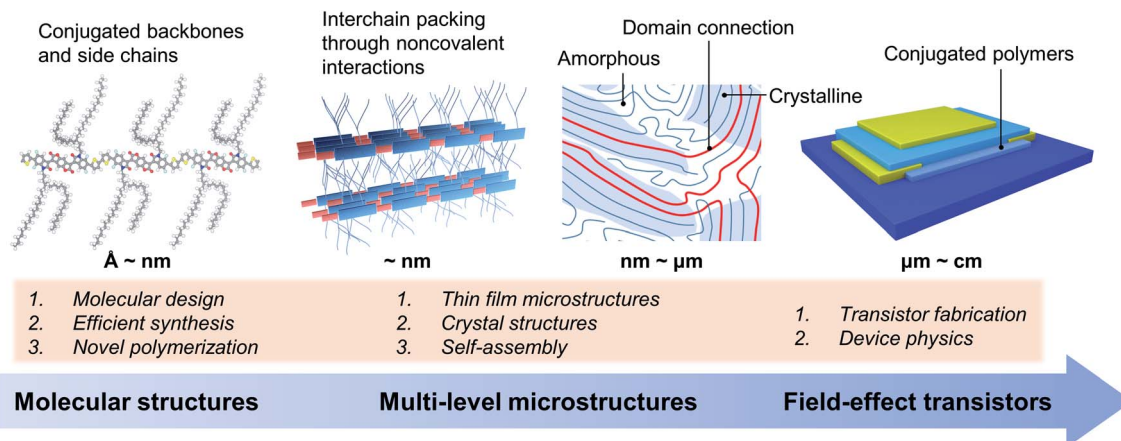 Conjugated backbones
and side chains
Interchain packing
through noncovalent
interactions
Domain connection
Amorphous
Crystalline
Conjugated polymers
Å ~ nm
~ nm
nm ~ μm
μm ~ cm
1. Molecular design
2. Efficient synthesis
3. Novel polymerization
1. Thin film microstructures
2. Crystal structures
3. Self-assembly
1. Transistor fabrication
2. Device physics
Molecular structures
Multi-level microstructures
Field-effect transistors